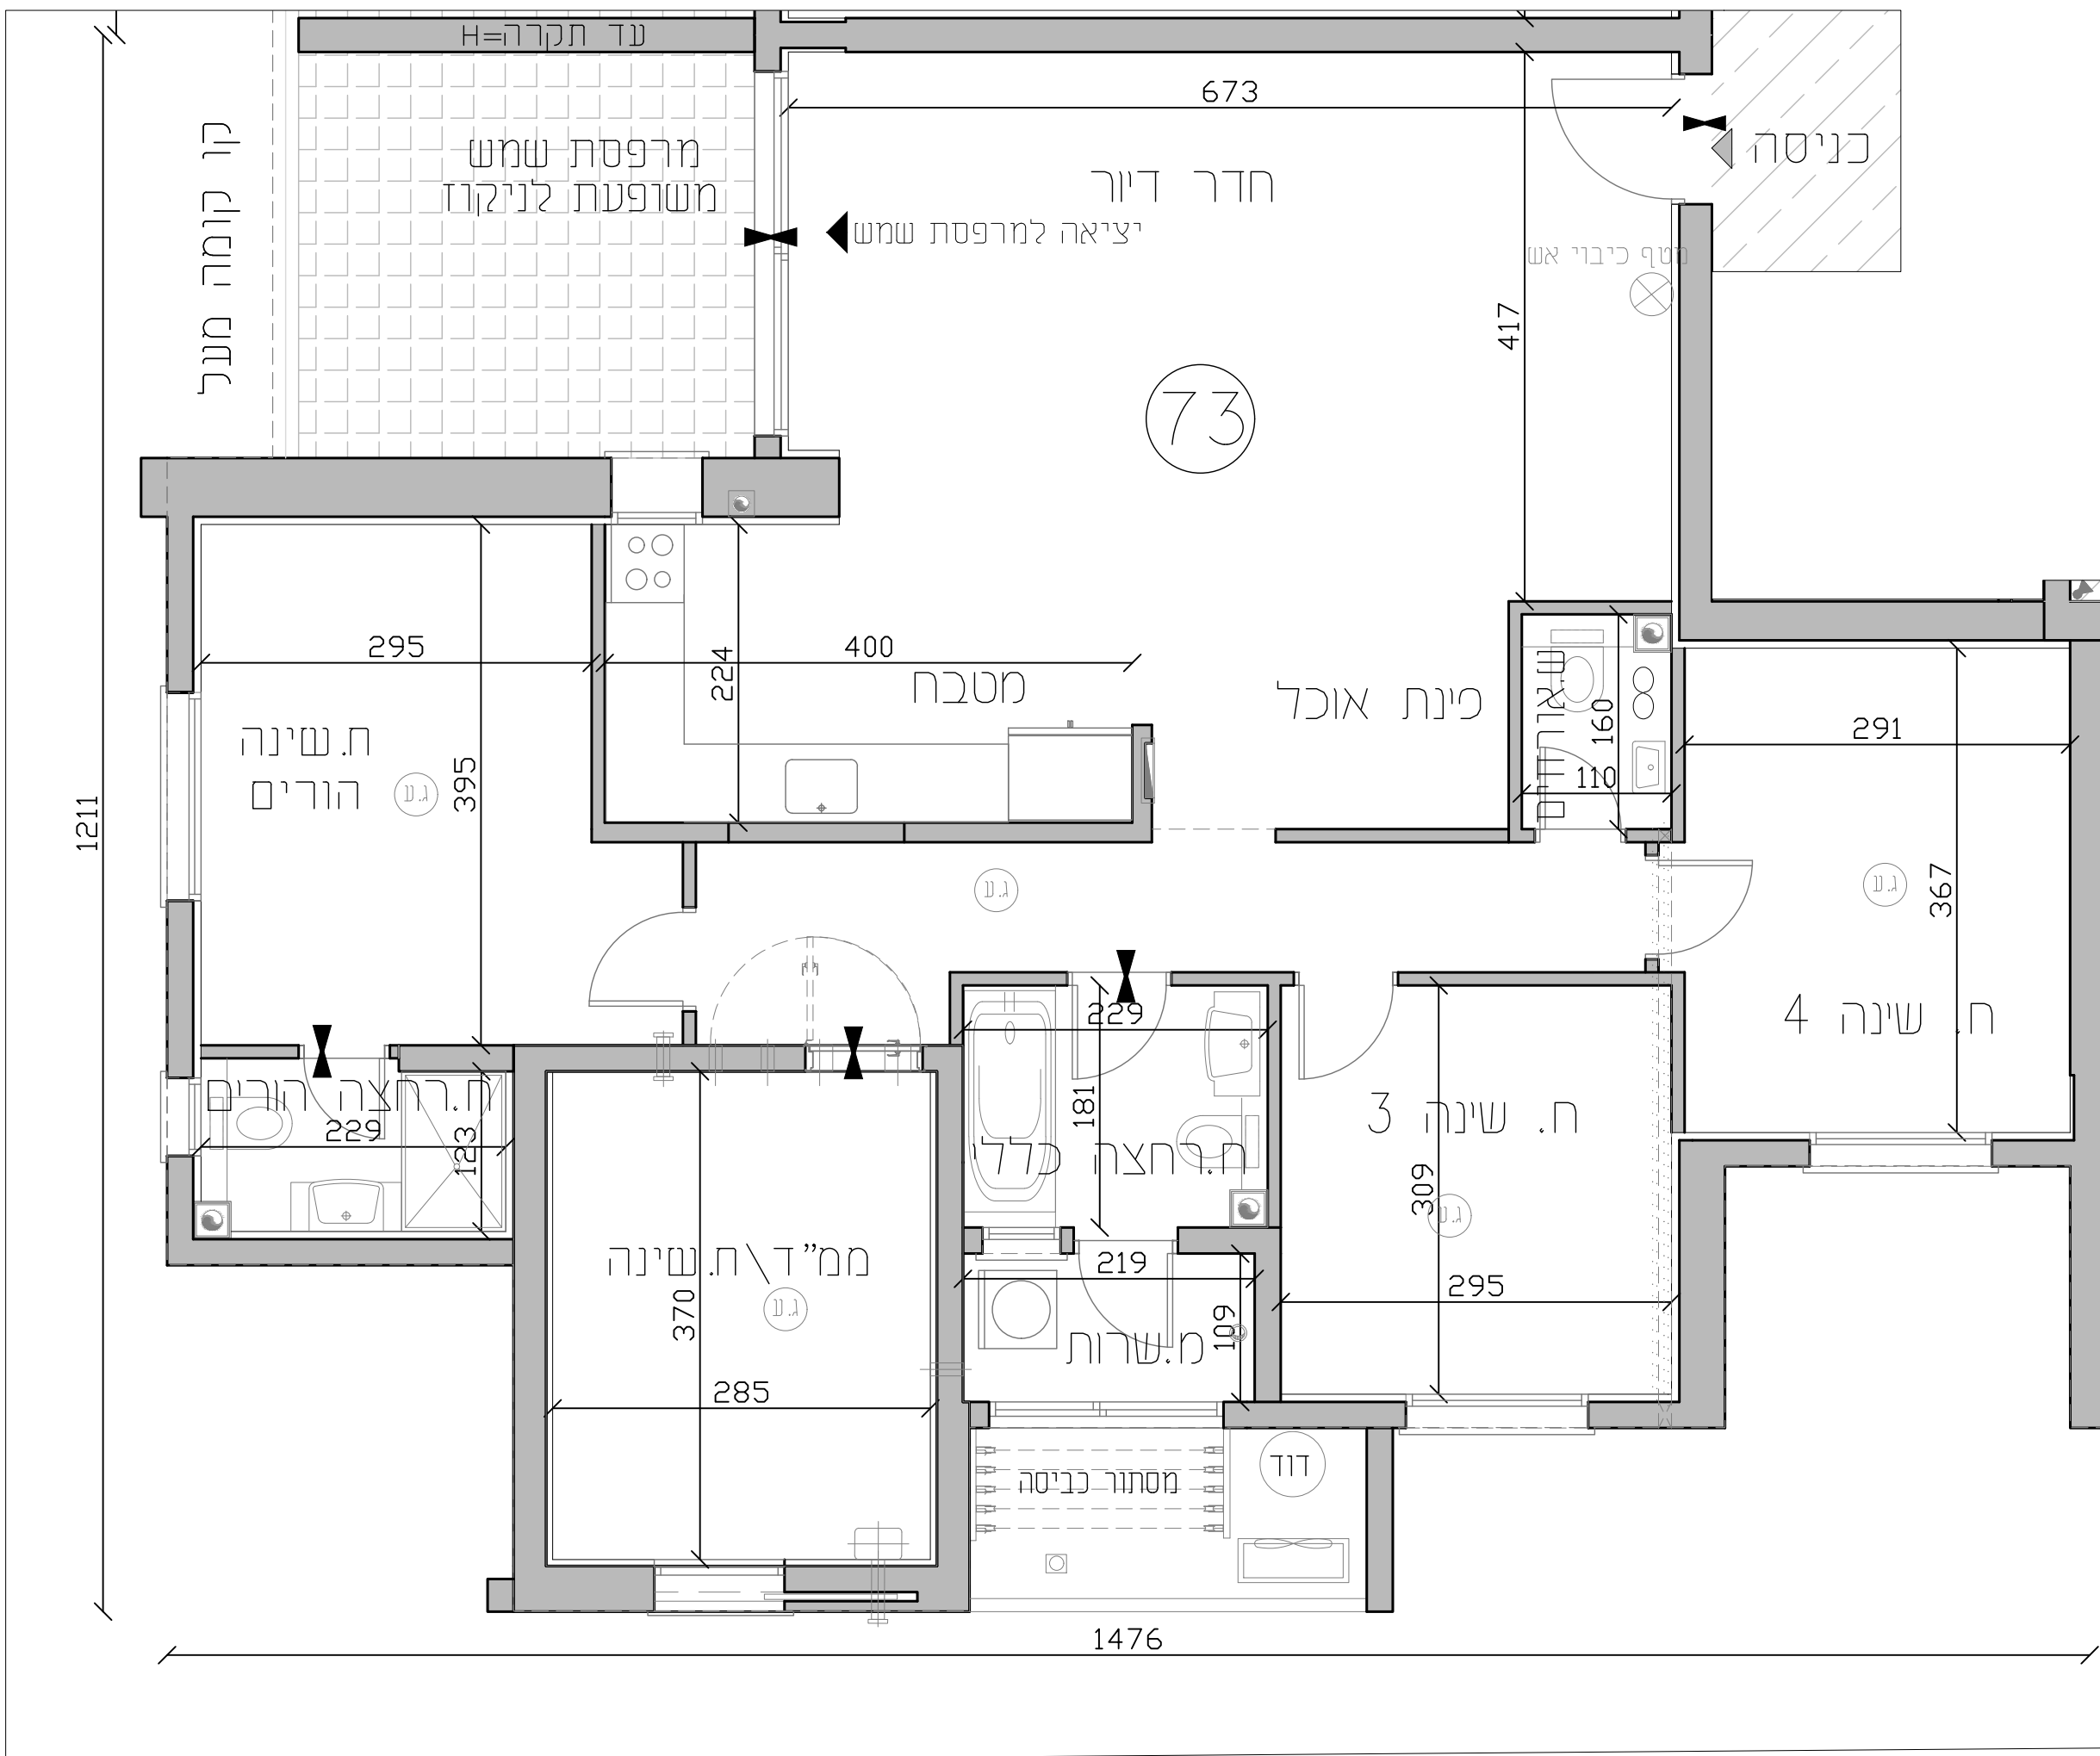 עד תקרה=H
673
כניסה
מרפסת שמש
משופעת לניקוז
קו קומה מעל
חדר דיור
יציאה למרפסת שמש
מטף כיבוי אש
417
73
295
224
400
מטבח
פינת אוכל
ש.אורחים
160
110
291
ח.שינה
הורים
ג.ע
395
1211
ג.ע
ג.ע
367
ח. שינה 4
229
181
ח.רחצה כללי
ח. שינה 3
309
ג.ע
295
ח.רחצה הורים
229
123
ממ"ד\ח.שינה
ג.ע
370
285
219
109
מ.שרות
מסתור כביסה
דוד
1476